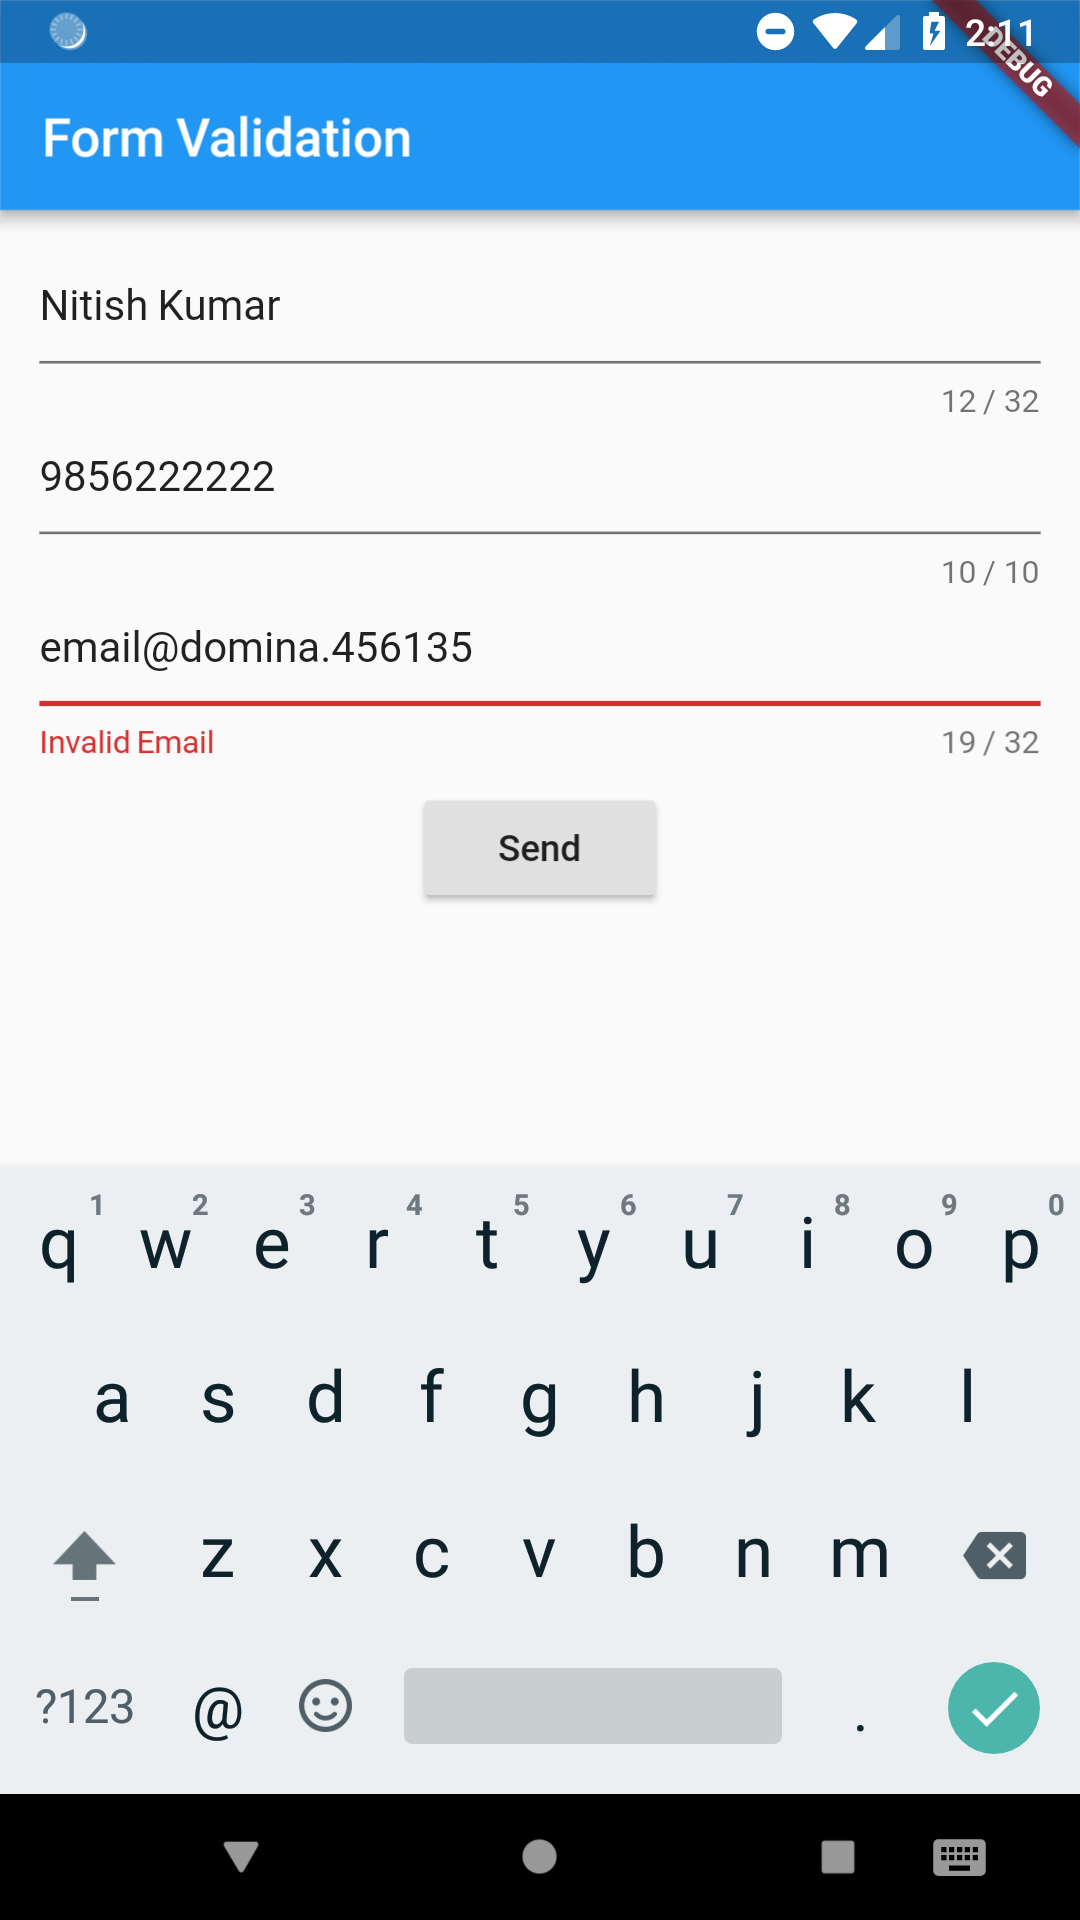 2:11
DEBUG
Form Validation
Nitish Kumar
12 / 32
9856222222
10 / 10
email@domina.456135
Invalid Email
19 / 32
Send
1 2 3 4 5 6 7 8 9 0
q w e r t y u i o p
a s d f g h j k l
z x c v b n m
?123 @ .